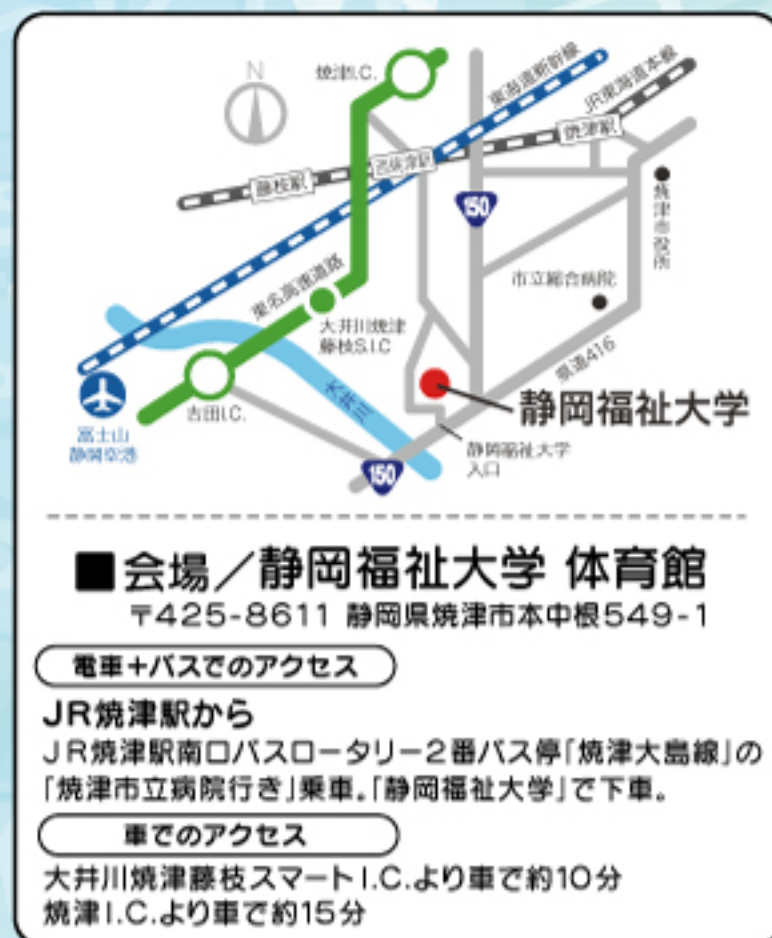 N
焼津I.C.
東海道新幹線
JR東海道本線
焼津駅
西焼津駅
藤枝駅
150
焼津市役所
市立総合病院
東名高速道路
大井川焼津
藤枝S.I.C
県道416
大井川
吉田I.C.
富士山
静岡空港
静岡福祉大学
静岡福祉大学
入口
150
■会場/静岡福祉大学 体育館
〒425-8611 静岡県焼津市本中根549-1
電車+バスでのアクセス
JR焼津駅から
JR焼津駅南口バスロータリー2番バス停「焼津大島線」の
「焼津市立病院行き」乗車。「静岡福祉大学」で下車。
車でのアクセス
大井川焼津藤枝スマートI.C.より車で約10分
焼津I.C.より車で約15分